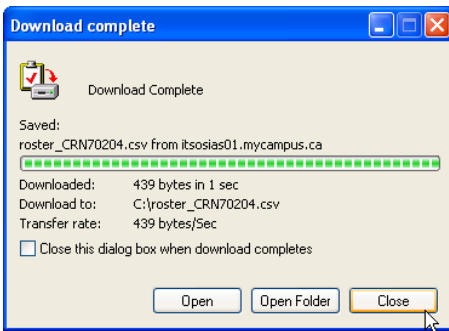 Download complete
Download Complete
Saved:
roster_CRN70204.csv from itsosias01.mycampus.ca
Downloaded: 439 bytes in 1 sec
Download to: C:\roster_CRN70204.csv
Transfer rate: 439 bytes/Sec
Close this dialog box when download completes
Open Open Folder Close